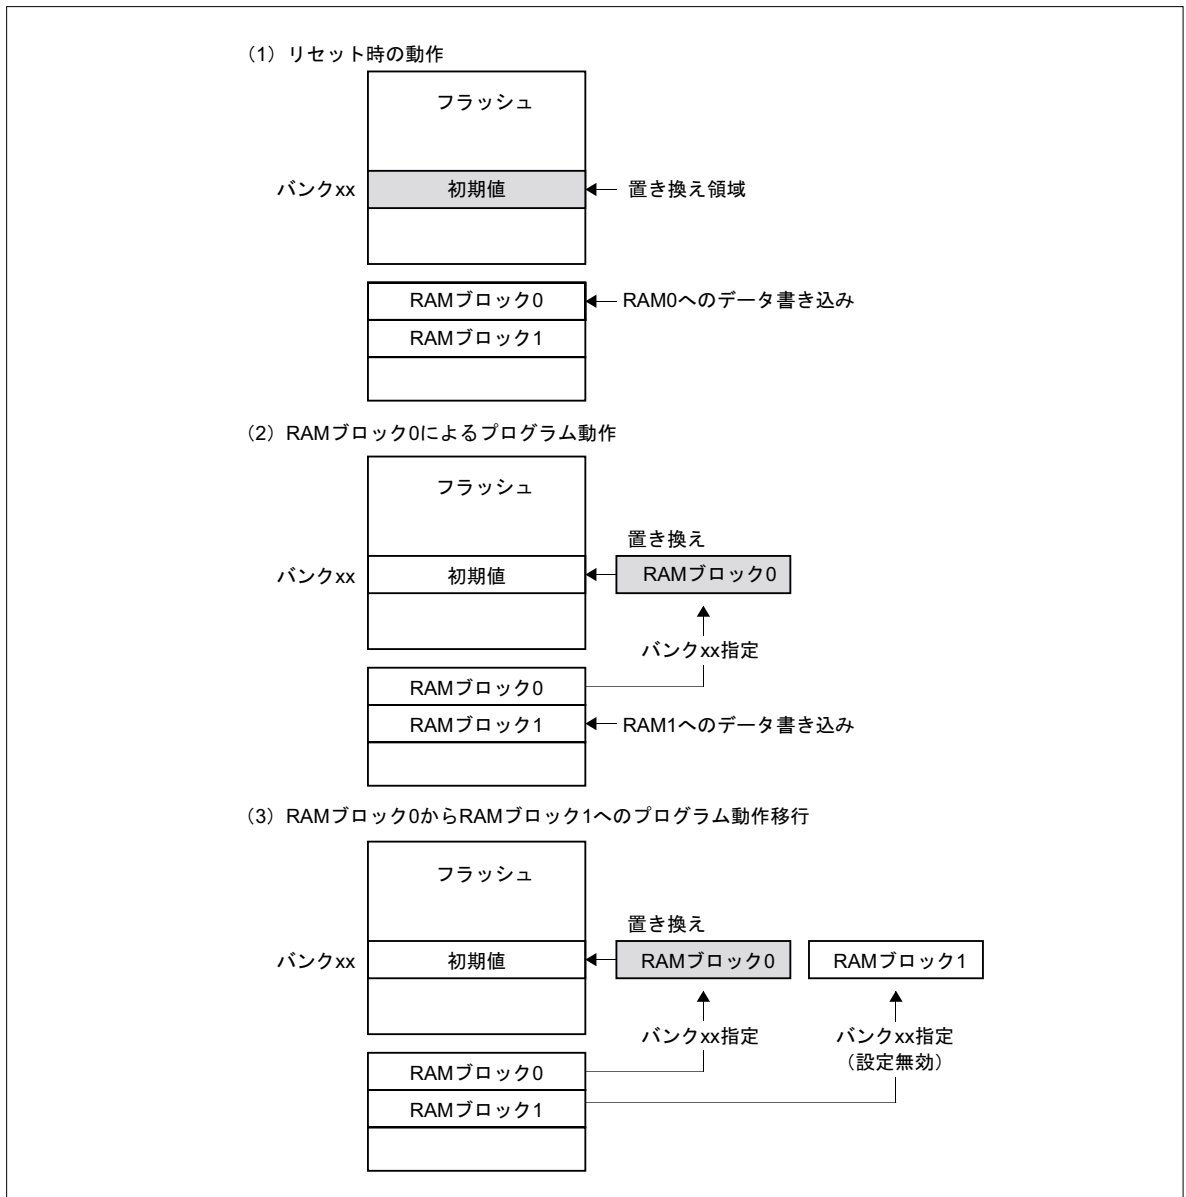 （1）リセット時の動作
フラッシュ
バンクxx
初期値
置き換え領域
RAMブロック0
RAM0へのデータ書き込み
RAMブロック1
（2）RAMブロック0によるプログラム動作
フラッシュ
置き換え
バンクxx
初期値
RAMブロック0
バンクxx指定
RAMブロック0
RAMブロック1
RAM1へのデータ書き込み
（3）RAMブロック0からRAMブロック1へのプログラム動作移行
フラッシュ
置き換え
バンクxx
初期値
RAMブロック0
RAMブロック1
バンクxx指定
バンクxx指定
（設定無効）
RAMブロック0
RAMブロック1